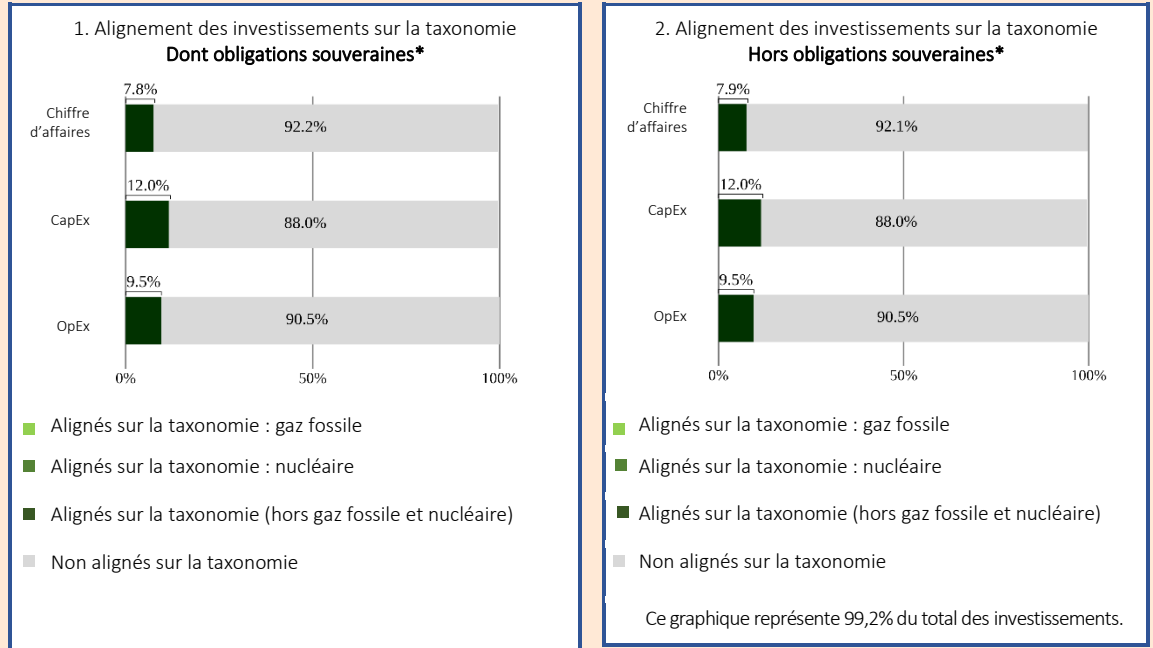 1. Alignement des investissements sur la taxonomie
Dont obligations souveraines*
7.8%
Chiffre
d'affaires
92.2%
12.0%
CapEx
88.0%
9.5%
OpEx
90.5%
0%
50%
100%
Alignés sur la taxonomie : gaz fossile
Alignés sur la taxonomie : nucléaire
Alignés sur la taxonomie (hors gaz fossile et nucléaire)
Non alignés sur la taxonomie
2. Alignement des investissements sur la taxonomie
Hors obligations souveraines*
7.9%
Chiffre
d'affaires
92.1%
12.0%
CapEx
88.0%
9.5%
OpEx
90.5%
0%
50%
100%
Alignés sur la taxonomie : gaz fossile
Alignés sur la taxonomie : nucléaire
Alignés sur la taxonomie (hors gaz fossile et nucléaire)
Non alignés sur la taxonomie
Ce graphique représente 99,2% du total des investissements.